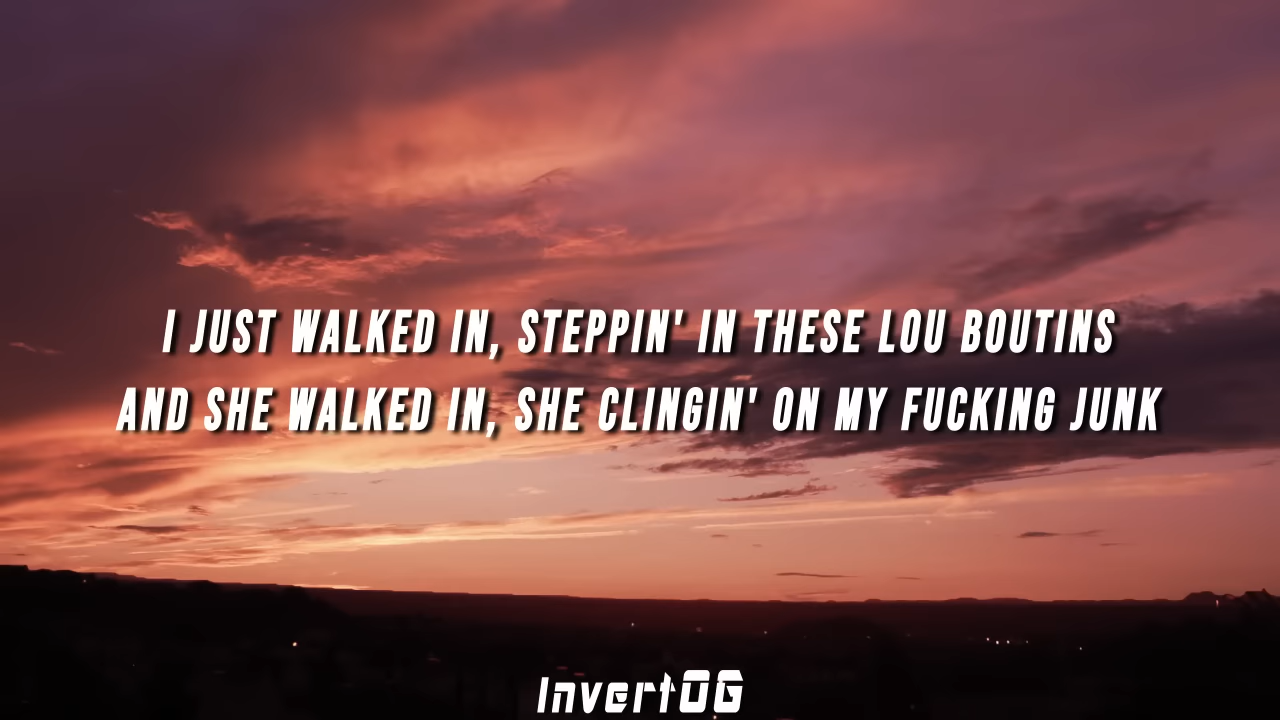 I JUST WALKED IN, STEPPIN' IN THESE LOU BOUTINS
AND SHE WALKED IN, SHE CLINGIN' ON MY FUCKING JUNK
InvertOG